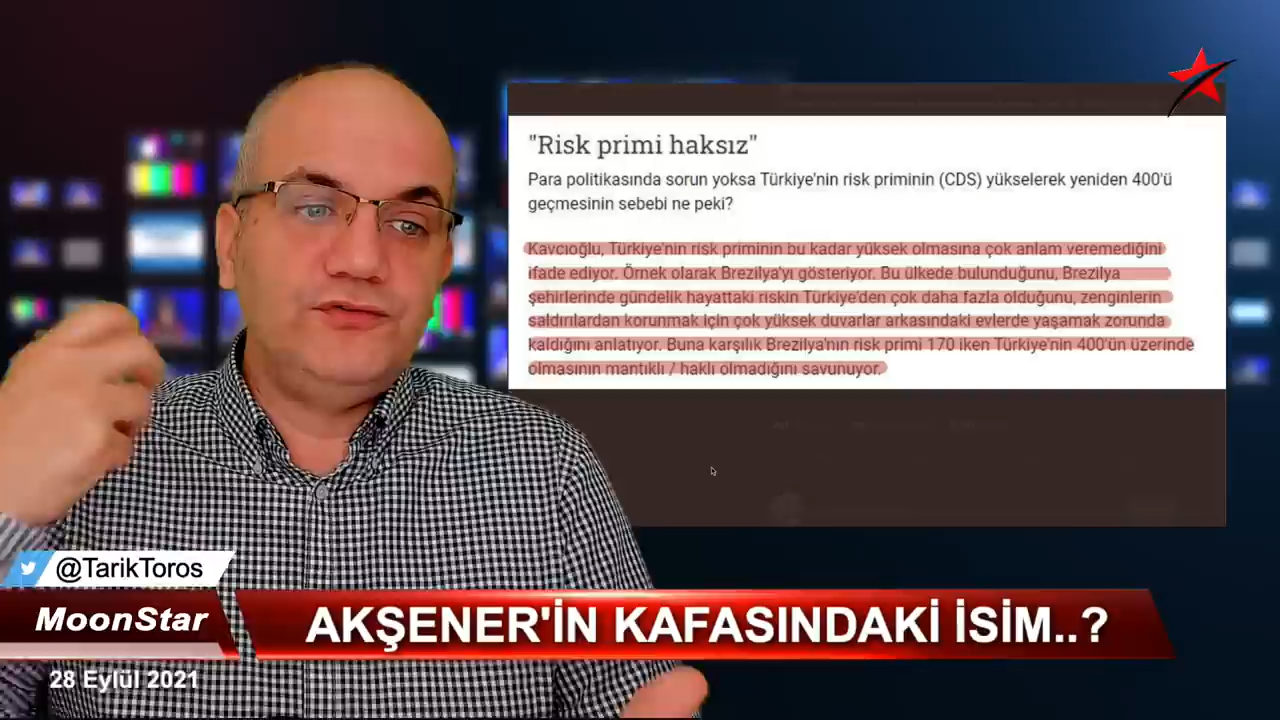 "Risk primi haksız"
Para politikasında sorun yoksa Türkiye'nin risk priminin (CDS) yükselerek yeniden 400'ü
geçmesinin sebebi ne peki?
Kavcıoğlu, Türkiye'nin risk priminin bu kadar yüksek olmasına çok anlam veremediğini
ifade ediyor. Örnek olarak Brezilya'yı gösteriyor. Bu ülkede bulunduğunu, Brezilya
şehirlerinde gündelik hayattaki riskin Türkiye'den çok daha fazla olduğunu, zenginlerin
saldırılardan korunmak için çok yüksek duvarlar arkasındaki evlerde yaşamak zorunda
kaldığını anlatıyor. Buna karşılık Brezilya'nın risk primi 170 iken Türkiye'nin 400'ün üzerinde
olmasının mantıklı / haklı olmadığını savunuyor.
@TarikToros
MoonStar
AKŞENER'İN KAFASINDAKİ İSİM..?
28 Eylül 2021